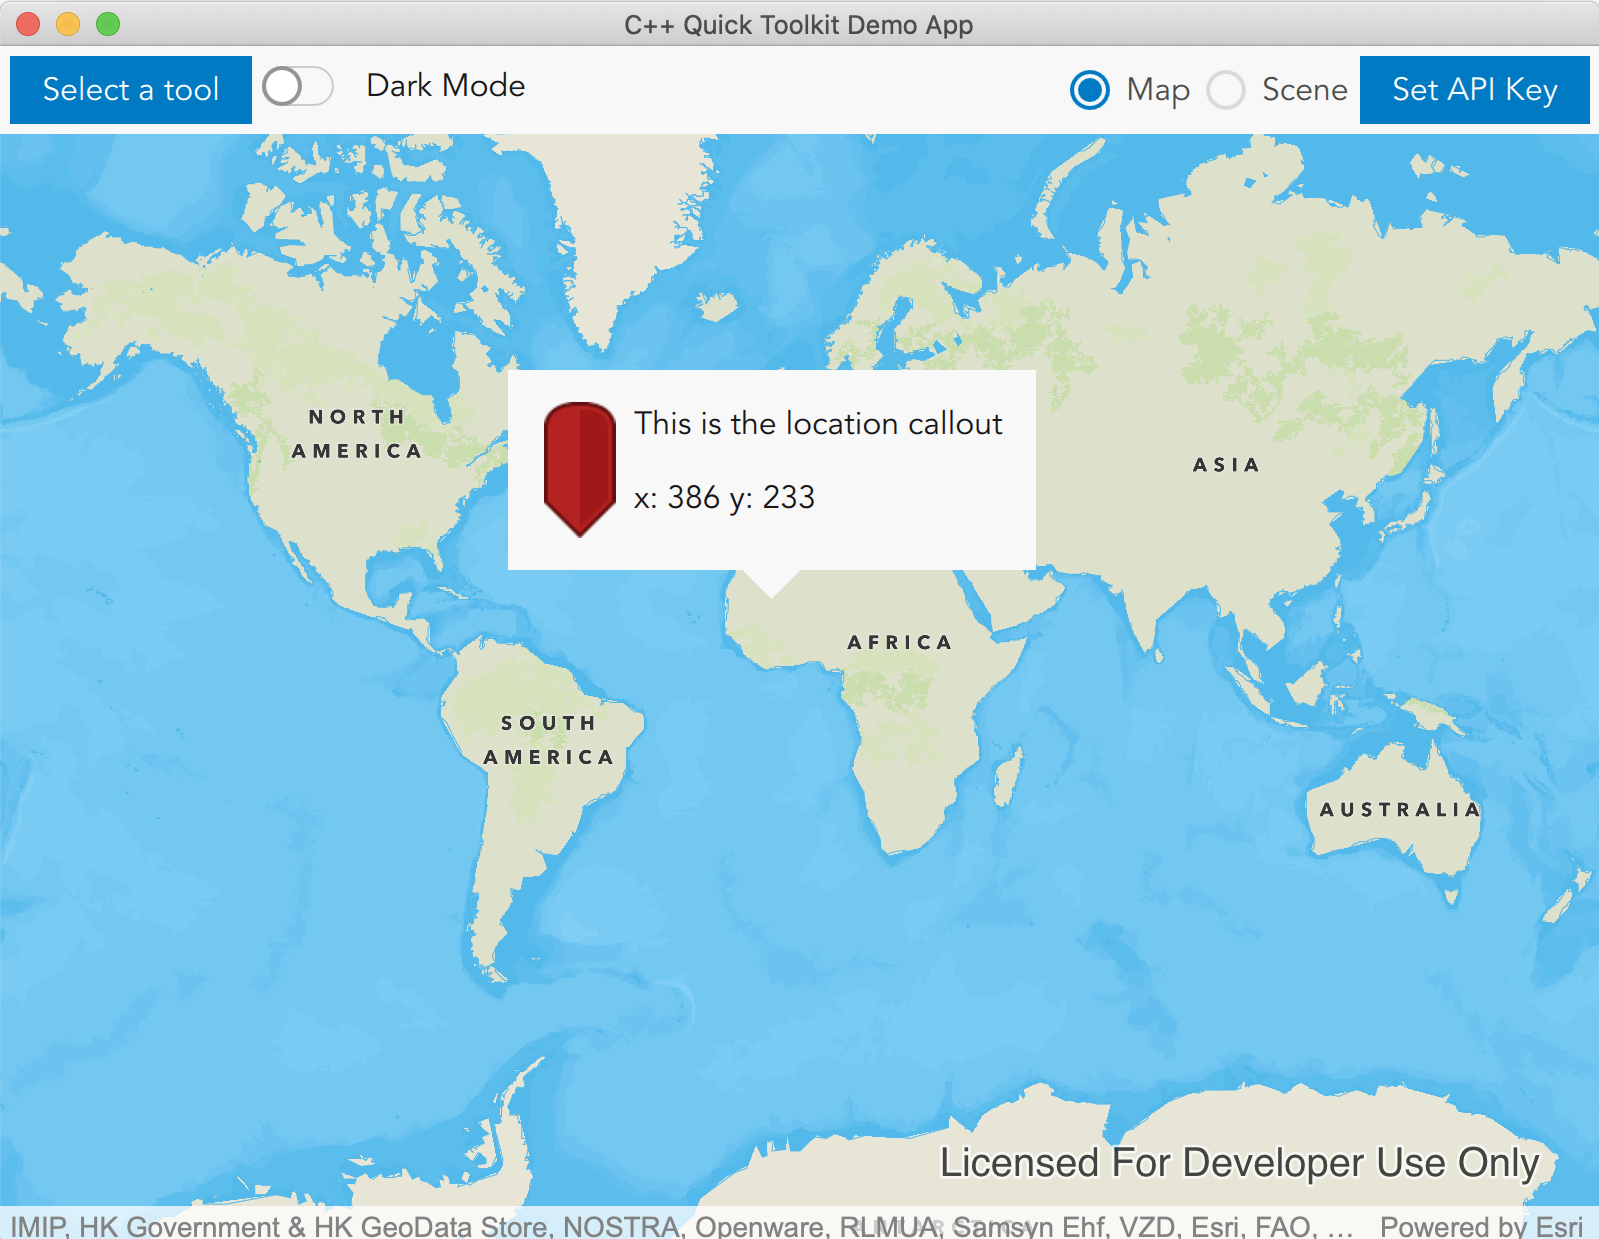 C++ Quick Toolkit Demo App
Select a tool
Dark Mode
Map
Scene
Set API Key
This is the location callout
x: 386 y: 233
NORTH
AMERICA
ASIA
AFRICA
SOUTH
AMERICA
AUSTRALIA
Licensed For Developer Use Only
ANTARCTICA
IMIP, HK Government & HK GeoData Store, NOSTRA, Openware, RLMUA, Samsyn Ehf, VZD, Esri, FAO, ...
Powered by Esri